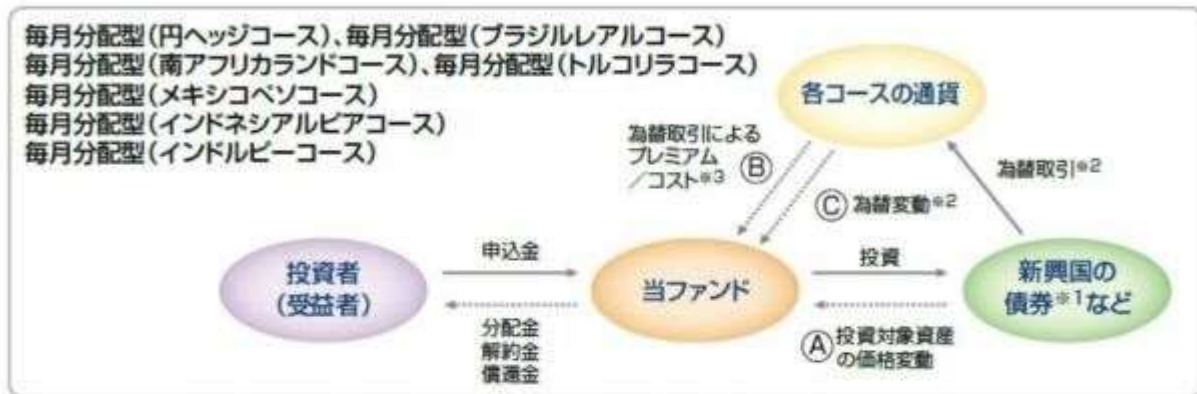 毎月分配型(円ヘッジコース)、毎月分配型(ブラジルレアルコース)
毎月分配型(南アフリカランドコース)、毎月分配型(トルコリラコース)
毎月分配型(メキシコペソコース)
毎月分配型(インドネシアルピアコース)
毎月分配型(インドルピーコース)
各コースの通貨
為替取引による
プレミアム
／コスト※3
Ⓑ
Ⓒ 為替変動※2
為替取引※2
投資者
(受益者)
申込金
分配金
解約金
償還金
当ファンド
投資
Ⓐ 投資対象資産
の価格変動
新興国の
債券※1など